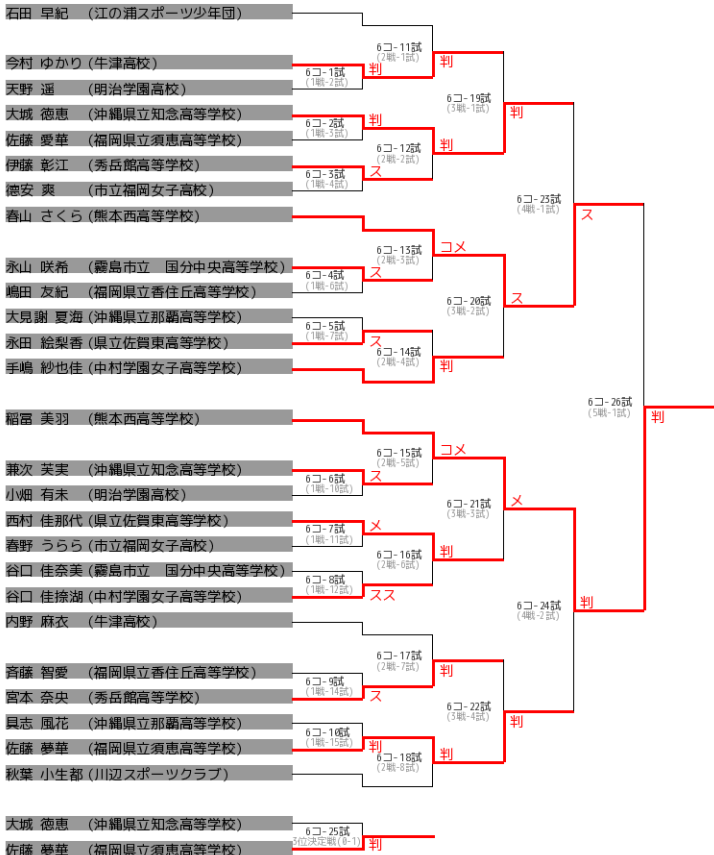 石田 早紀 (江の浦スポーツ少年団)
6コ-11試
(2戦-1試)
判
今村 ゆかり (牛津高校)
6コ-1試
(1戦-2試)
判
天野 遥 (明治学園高校)
6コ-19試
(3戦-1試)
判
大城 徳恵 (沖縄県立知念高等学校)
6コ-2試
(1戦-3試)
判
佐藤 愛華 (福岡県立須恵高等学校)
6コ-12試
(2戦-2試)
判
伊藤 彰江 (秀岳館高等学校)
6コ-3試
(1戦-4試)
ス
徳安 爽 (市立福岡女子高校)
6コ-23試
(4戦-1試)
ス
春山 さくら (熊本西高等学校)
6コ-13試
(2戦-3試)
コメ
永山 咲希 (霧島市立 国分中央高等学校)
6コ-4試
(1戦-6試)
ス
嶋田 友紀 (福岡県立香住丘高等学校)
6コ-20試
(3戦-2試)
ス
大見謝 夏海 (沖縄県立那覇高等学校)
6コ-5試
(1戦-7試)
ス
永田 絵梨香 (県立佐賀東高等学校)
6コ-14試
(2戦-4試)
判
手嶋 紗也佳 (中村学園女子高等学校)
6コ-26試
(5戦-1試)
判
稲冨 美羽 (熊本西高等学校)
6コ-15試
(2戦-5試)
コメ
兼次 芙実 (沖縄県立知念高等学校)
6コ-6試
(1戦-10試)
ス
小畑 有未 (明治学園高校)
6コ-21試
(3戦-3試)
メ
西村 佳那代 (県立佐賀東高等学校)
6コ-7試
(1戦-11試)
メ
春野 うらら (市立福岡女子高校)
6コ-16試
(2戦-6試)
判
谷口 佳奈美 (霧島市立 国分中央高等学校)
6コ-8試
(1戦-12試)
スス
谷口 佳捺湖 (中村学園女子高等学校)
6コ-24試
(4戦-2試)
判
内野 麻衣 (牛津高校)
6コ-17試
(2戦-7試)
判
斉藤 智愛 (福岡県立香住丘高等学校)
6コ-9試
(1戦-14試)
ス
宮本 奈央 (秀岳館高等学校)
6コ-22試
(3戦-4試)
判
具志 風花 (沖縄県立那覇高等学校)
6コ-10試
(1戦-15試)
判
佐藤 夢華 (福岡県立須恵高等学校)
6コ-18試
(2戦-8試)
判
秋葉 小生都 (川辺スポーツクラブ)
大城 徳恵 (沖縄県立知念高等学校)
6コ-25試
3位決定戦(0-1)
判
佐藤 夢華 (福岡県立須恵高等学校)